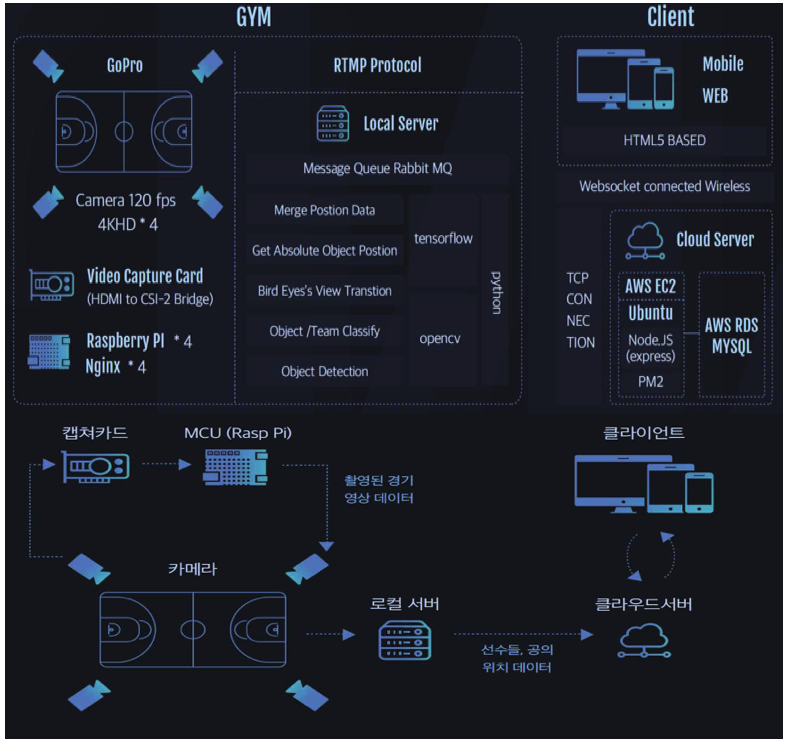 GYM
GoPro
Camera 120 fps
4KHD * 4
Video Capture Card
(HDMI to CSI-2 Bridge)
Raspberry PI * 4
Nginx * 4
RTMP Protocol
Local Server
Message Queue Rabbit MQ
Merge Postion Data
Get Absolute Object Postion
Bird Eyes's View Transtion
Object /Team Classify
Object Detection
tensorflow
opencv
python
Client
Mobile
WEB
HTML5 BASED
Websocket connected Wireless
TCP
CON
NEC
TION
Cloud Server
AWS EC2
Ubuntu
Node.JS
(express)
PM2
AWS RDS
MYSQL
캡쳐카드
MCU (Rasp Pi)
촬영된 경기
영상 데이터
카메라
로컬 서버
선수들, 공의
위치 데이터
클라이언트
클라우드서버